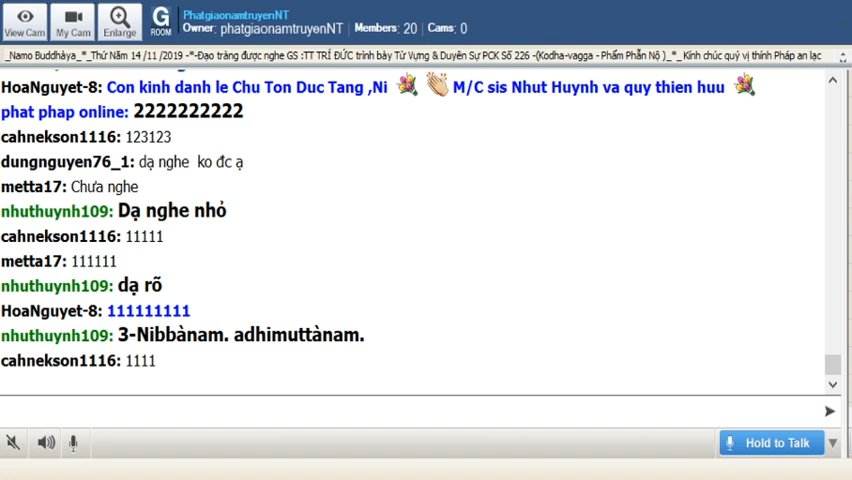 View Cam
My Cam
Enlarge
G
ROOM
PhatgiaonamtruyenNT
Owner: phatgiaonamtruyenNT Members: 20 Cams: 0
_Namo Buddhàya_*_Thứ Năm 14 /11 /2019 -*-Đạo tràng được nghe GS :TT TRÍ ĐỨC trình bày Từ Vựng & Duyên Sự PCK Số 226 -(Kodha-vagga - Phẩm Phẫn Nộ )_*_Kính chúc quý vị thính Pháp an lạc
HoaNguyet-8: Con kinh danh le Chu Ton Duc Tang ,Ni M/C sis Nhut Huynh va quy thien huu
phat phap online: 2222222222
cahnekson1116: 123123
dungnguyen76_1: dạ nghe ko đc ạ
metta17: Chưa nghe
nhuthuynh109: Dạ nghe nhỏ
cahnekson1116: 11111
metta17: 111111
nhuthuynh109: dạ rõ
HoaNguyet-8: 111111111
nhuthuynh109: 3-Nibbànam. adhimuttànam.
cahnekson1116: 1111
Hold to Talk